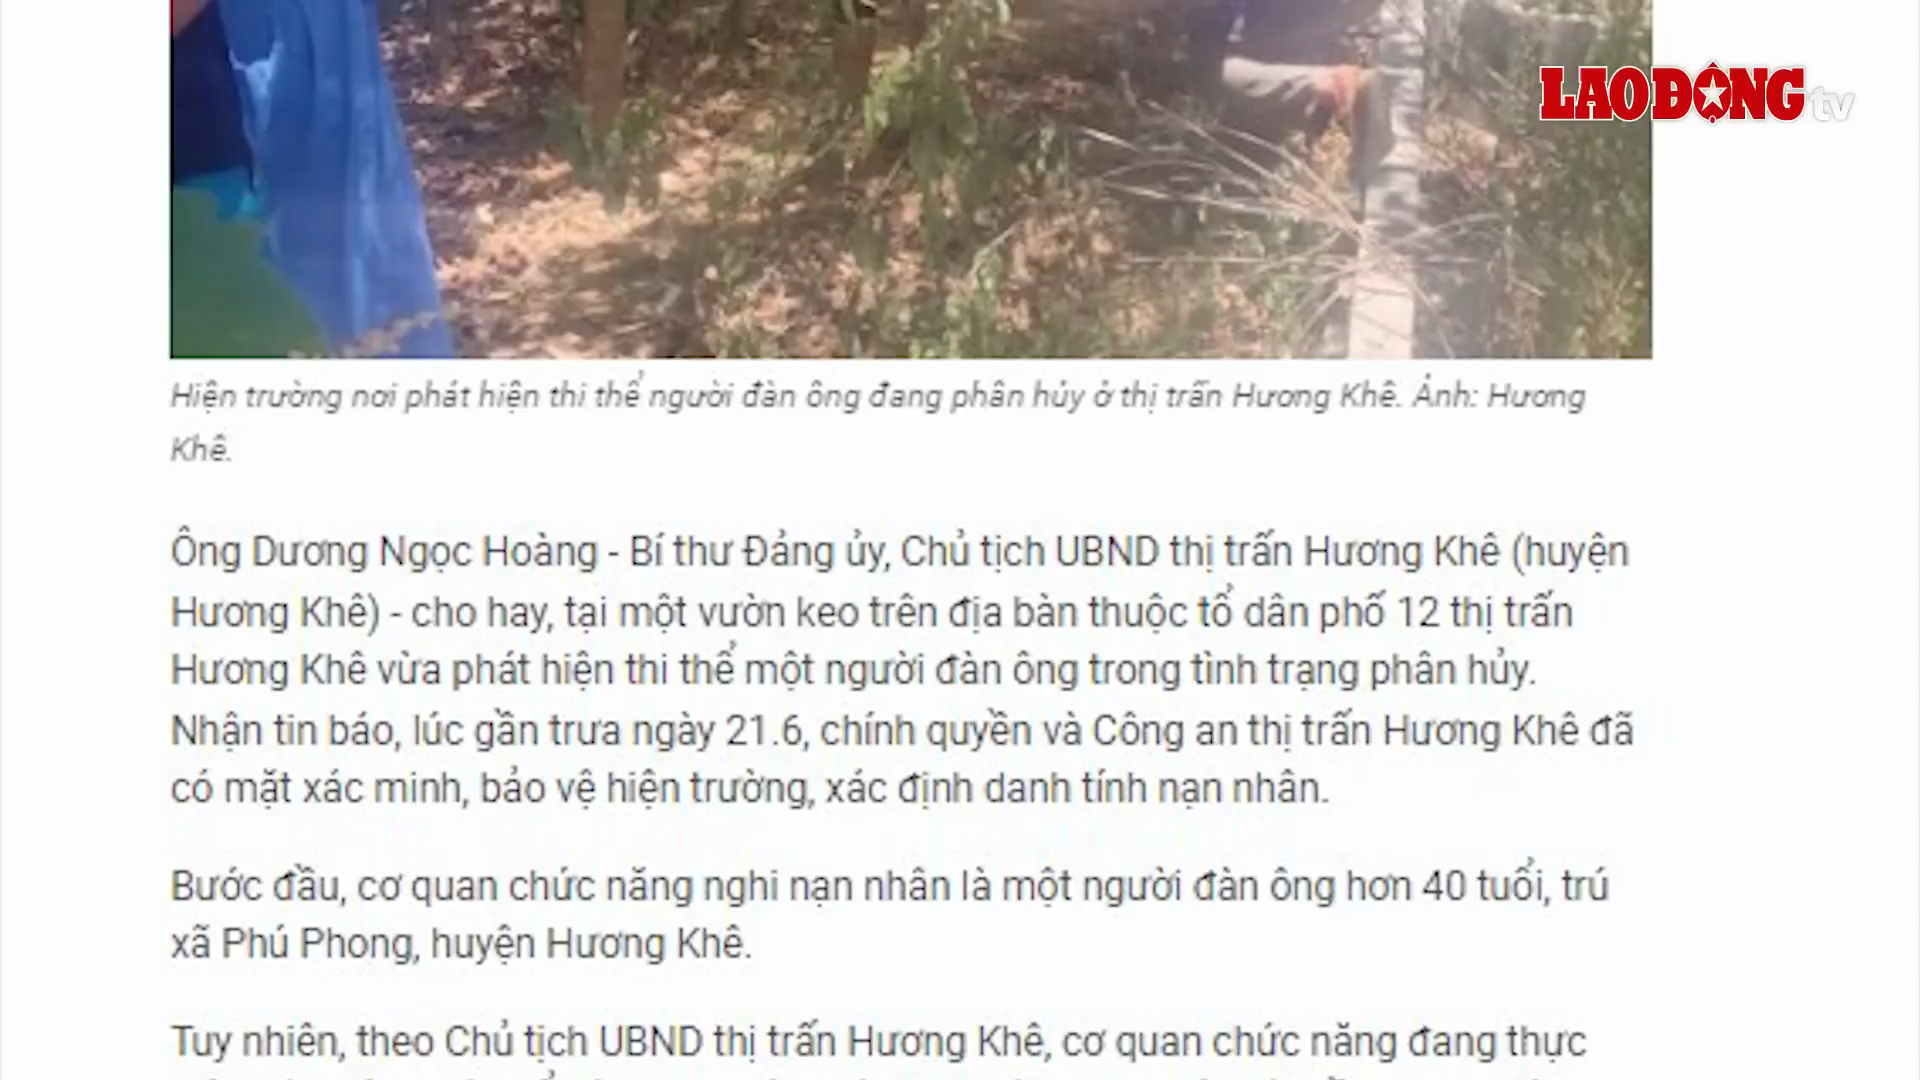 LAO ĐỘNG tv
Hiện trường nơi phát hiện thi thể người đàn ông đang phân hủy ở thị trấn Hương Khê. Ảnh: Hương
Khê.
Ông Dương Ngọc Hoàng - Bí thư Đảng ủy, Chủ tịch UBND thị trấn Hương Khê (huyện
Hương Khê) - cho hay, tại một vườn keo trên địa bàn thuộc tổ dân phố 12 thị trấn
Hương Khê vừa phát hiện thi thể một người đàn ông trong tình trạng phân hủy.
Nhận tin báo, lúc gần trưa ngày 21.6, chính quyền và Công an thị trấn Hương Khê đã
có mặt xác minh, bảo vệ hiện trường, xác định danh tính nạn nhân.
Bước đầu, cơ quan chức năng nghi nạn nhân là một người đàn ông hơn 40 tuổi, trú
xã Phú Phong, huyện Hương Khê.
Tuy nhiên, theo Chủ tịch UBND thị trấn Hương Khê, cơ quan chức năng đang thực